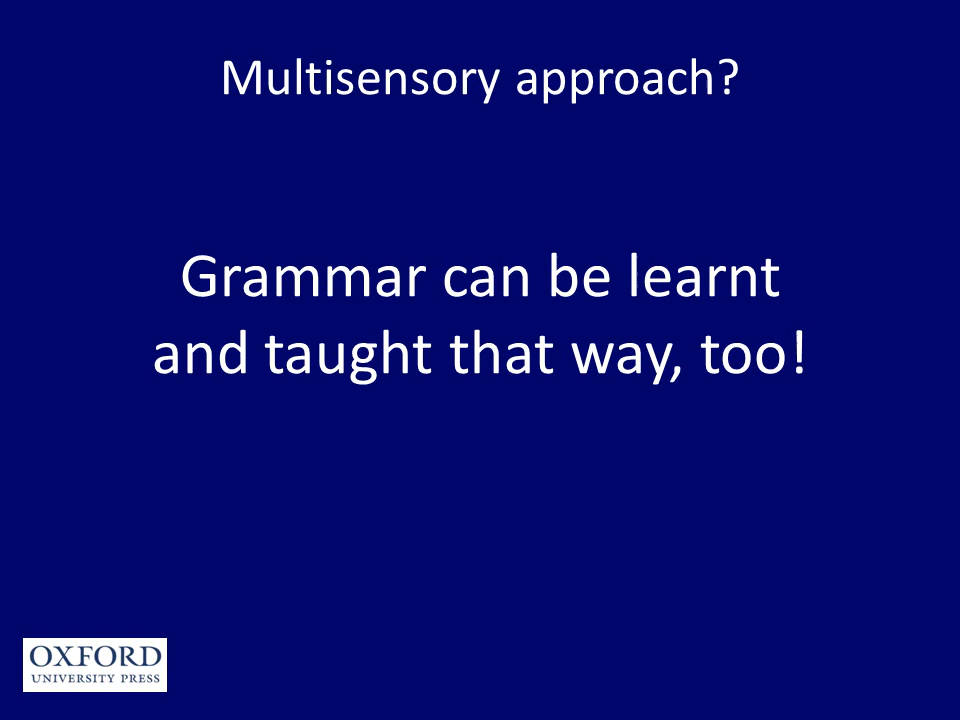 Multisensory approach?
Grammar can be learnt
and taught that way, too!
OXFORD
UNIVERSITY PRESS